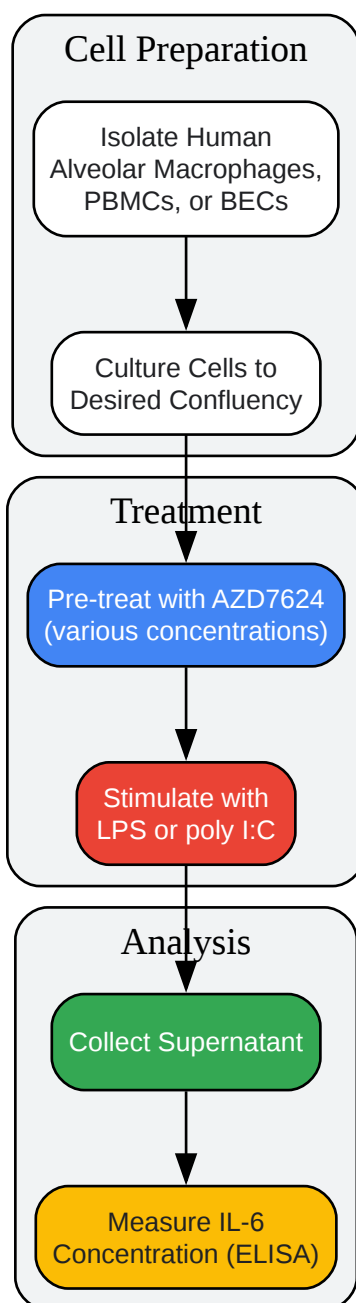 Cell Preparation
Isolate Human
Alveolar Macrophages,
PBMCs, or BECs
Culture Cells to
Desired Confluency
Treatment
Pre-treat with AZD7624
(various concentrations)
Stimulate with
LPS or poly I:C
Analysis
Collect Supernatant
Measure IL-6
Concentration (ELISA)